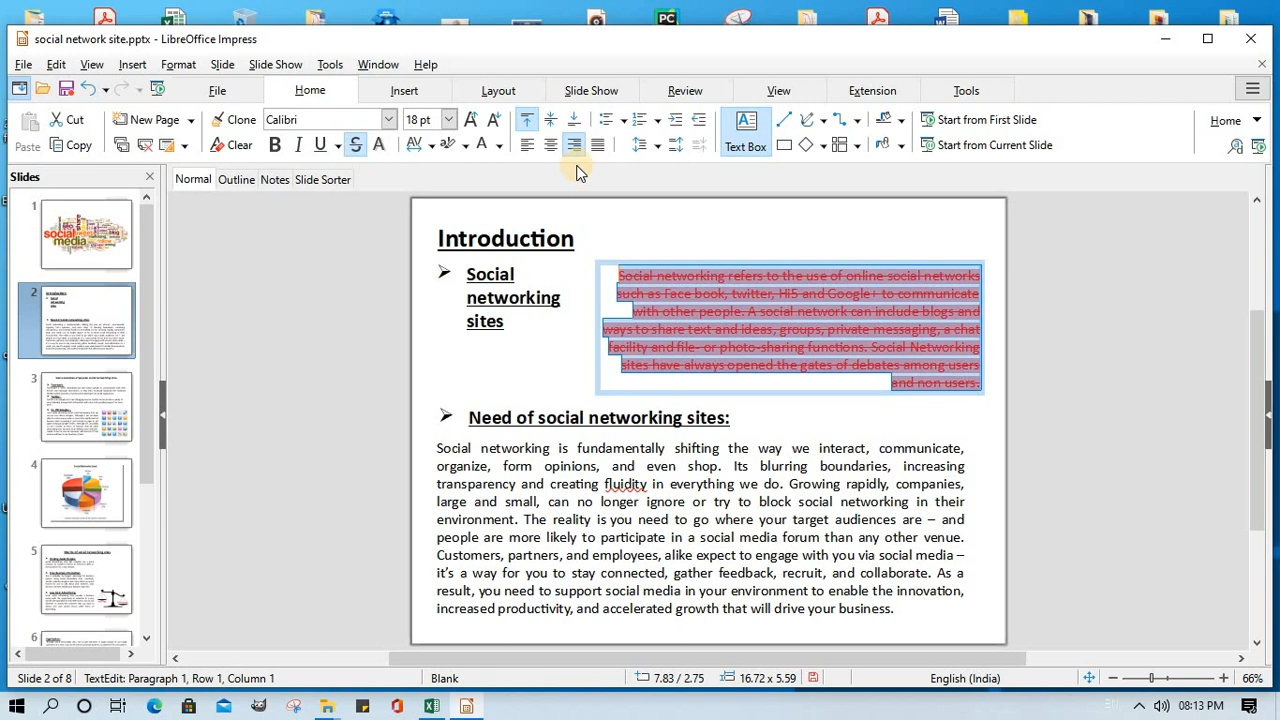 social network site.pptx - LibreOffice Impress
File Edit View Insert Format Slide Slide Show Tools Window Help
File Home Insert Layout Slide Show Review View Extension Tools
Paste Cut Copy New Page Clone Clear Calibri 18 pt Text Box Start from First Slide Start from Current Slide Home
Slides
Normal Outline Notes Slide Sorter
1
social media
2
3
4
5
6
Introduction
Social
networking
sites
Social networking refers to the use of online social networks
such as Face book, twitter, Hi5 and Google+ to communicate
with other people. A social network can include blogs and
ways to share text and ideas, groups, private messaging, a chat
facility and file- or photo-sharing functions. Social Networking
sites have always opened the gates of debates among users
and non users.
Need of social networking sites:
Social networking is fundamentally shifting the way we interact, communicate,
organize, form opinions, and even shop. Its blurring boundaries, increasing
transparency and creating fluidity in everything we do. Growing rapidly, companies,
large and small, can no longer ignore or try to block social networking in their
environment. The reality is you need to go where your target audiences are – and
people are more likely to participate in a social media forum than any other venue.
Customers, partners, and employees, alike expect to engage with you via social media –
it's a way for you to stay connected, gather feedback, recruit, and collaborate. As a
result, you need to support social media in your environment to enable the innovation,
increased productivity, and accelerated growth that will drive your business.
Slide 2 of 8 TextEdit: Paragraph 1, Row 1, Column 1 Blank 7.83 / 2.75 16.72 x 5.59 English (India) 66%
08:13 PM